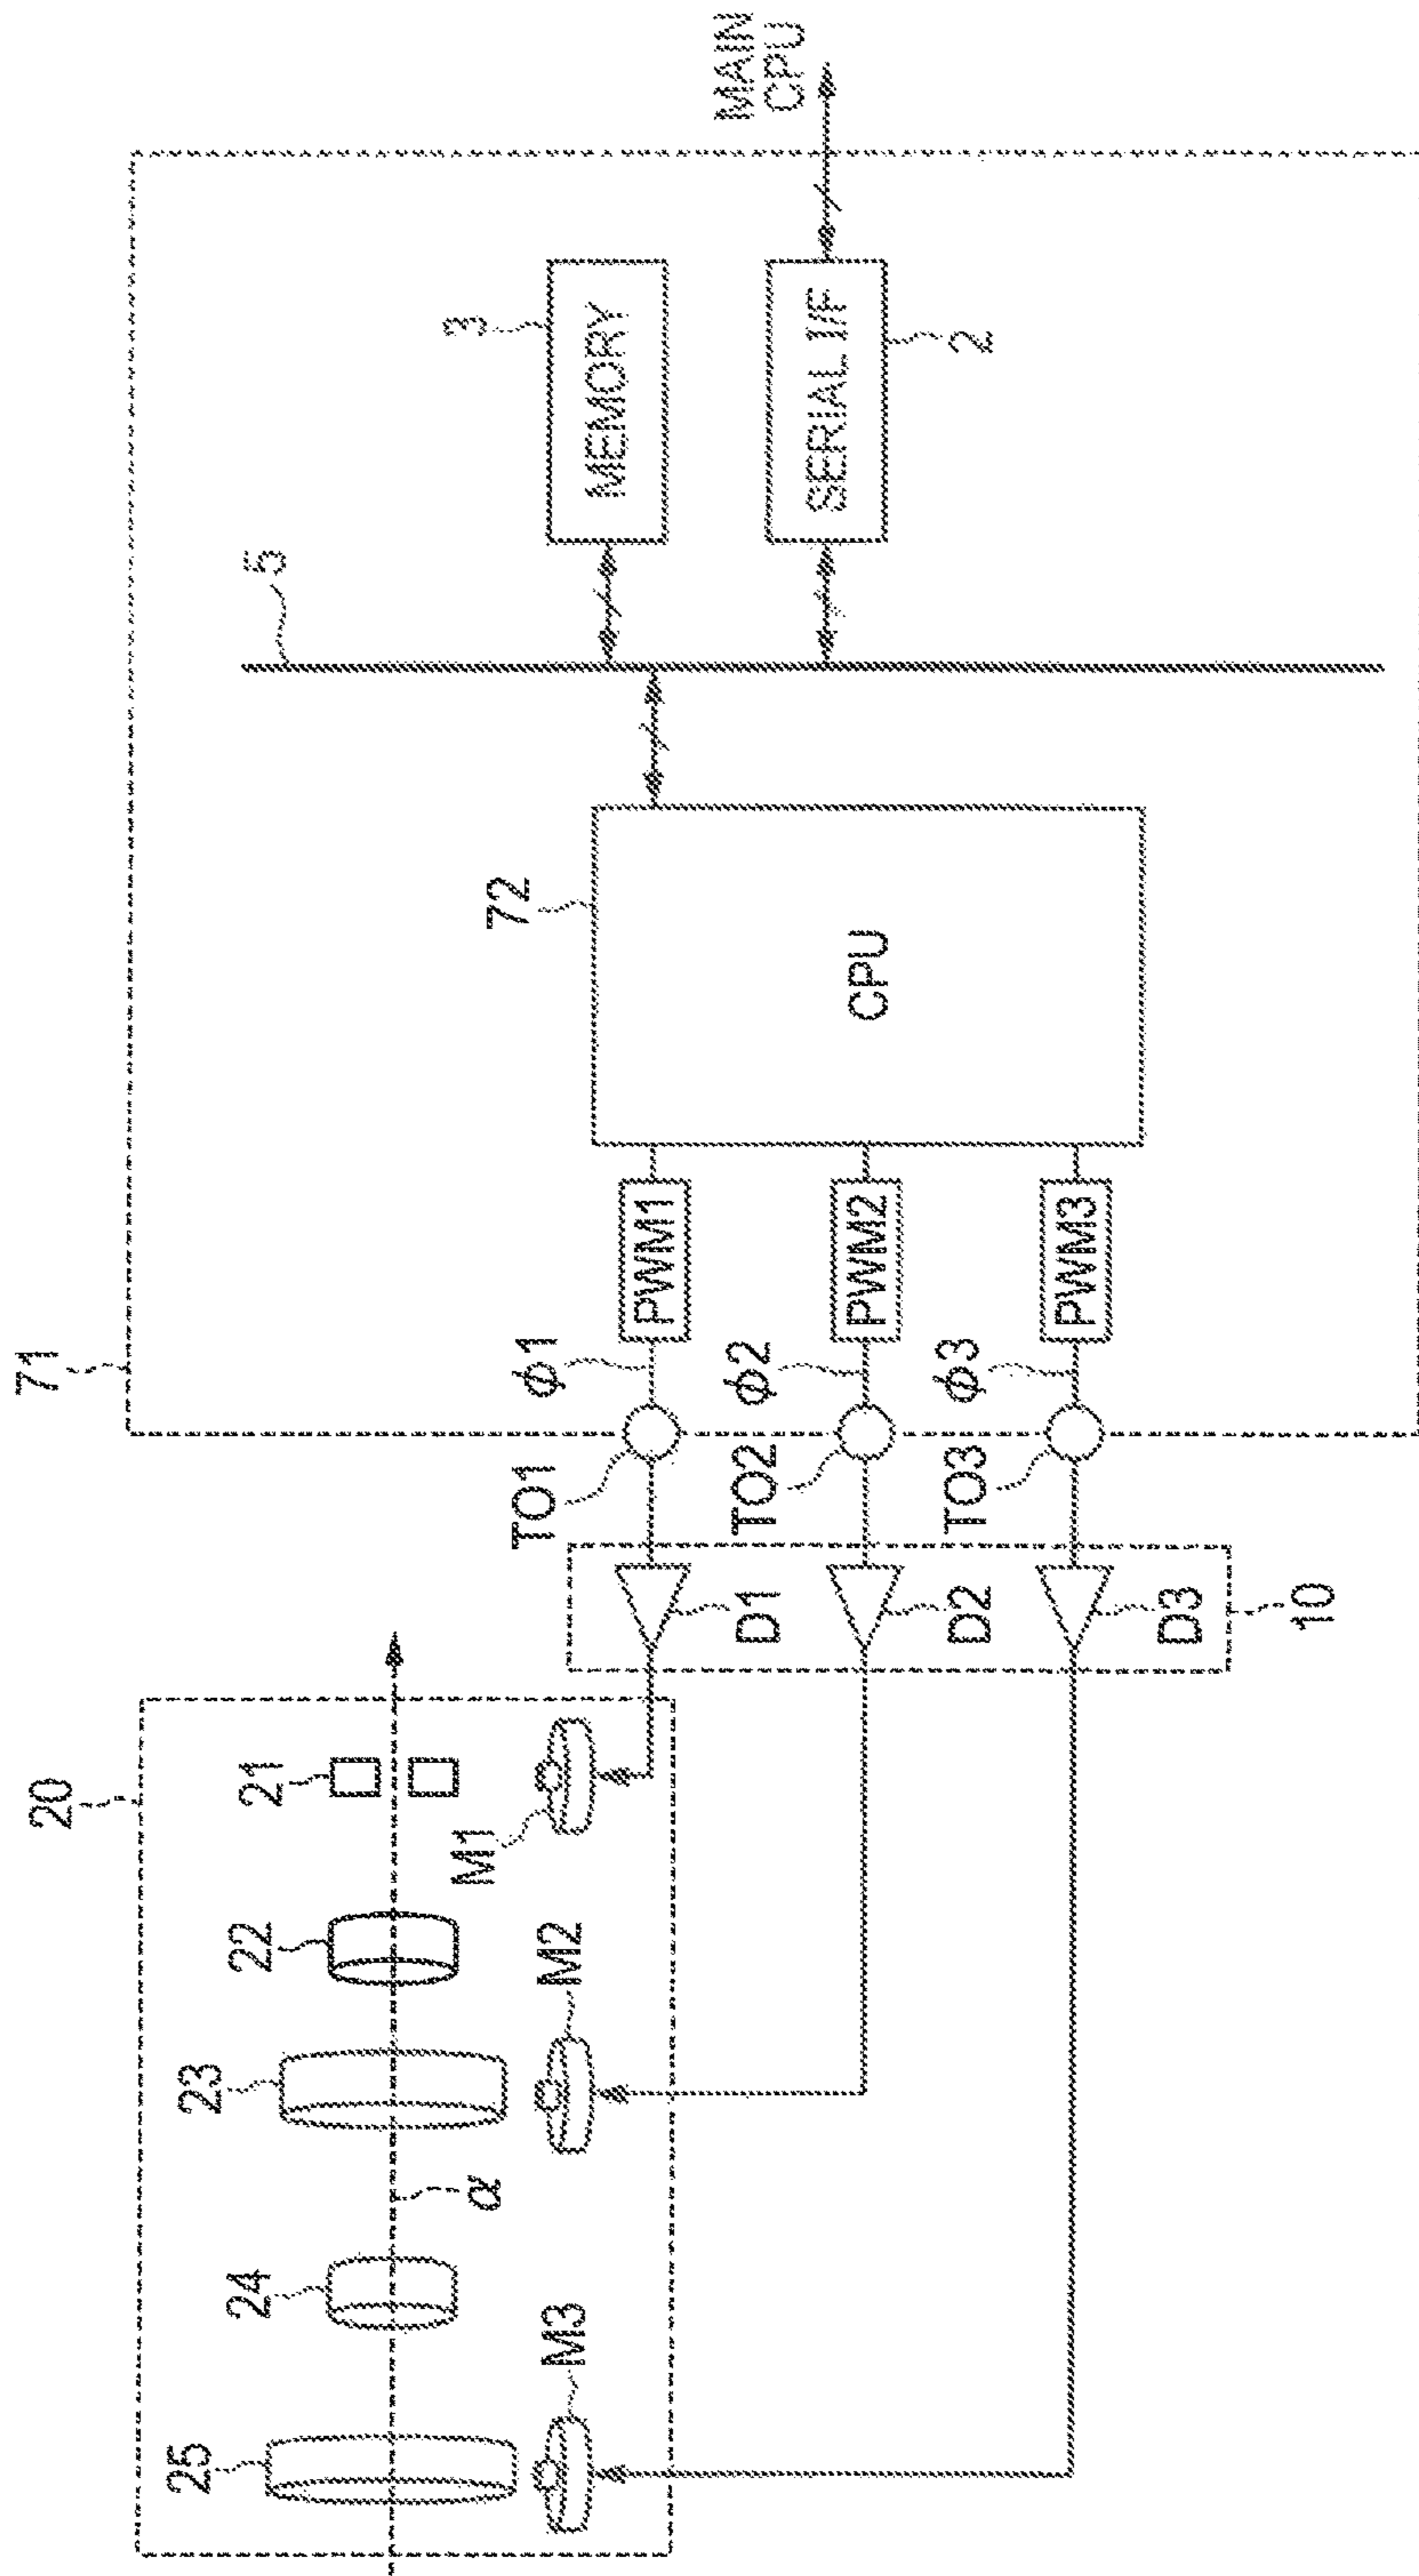 71
MAIN
CPU
3
MEMORY
SERIAL I/F
2
5
72
CPU
PWM1
PWM2
PWM3
φ1
φ2
φ3
TO1
TO2
TO3
D1
D2
D3
10
20
21
22
23
24
25
α
M1
M2
M3